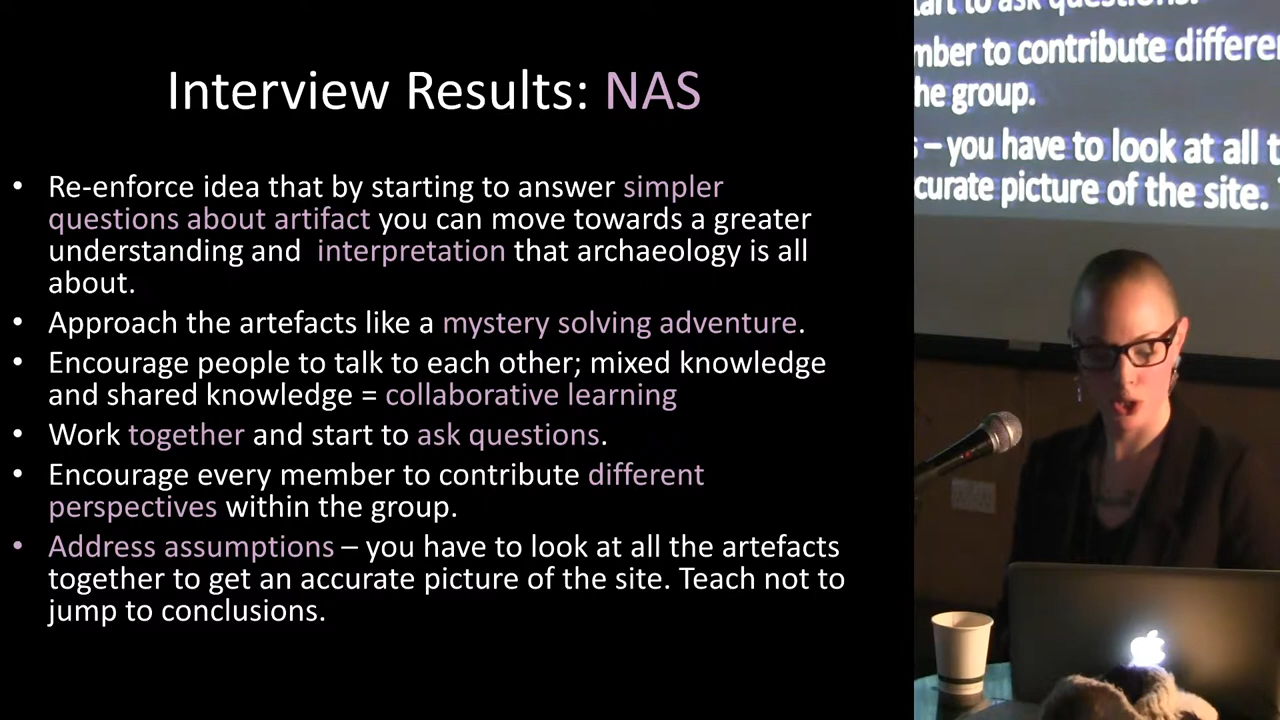 Interview Results: NAS
• Re-enforce idea that by starting to answer simpler
questions about artifact you can move towards a greater
understanding and interpretation that archaeology is all
about.
• Approach the artefacts like a mystery solving adventure.
• Encourage people to talk to each other; mixed knowledge
and shared knowledge = collaborative learning
• Work together and start to ask questions.
• Encourage every member to contribute different
perspectives within the group.
• Address assumptions – you have to look at all the artefacts
together to get an accurate picture of the site. Teach not to
jump to conclusions.
to ask questions.
to contribute
he group.
– you have to look at all
picture of the site.